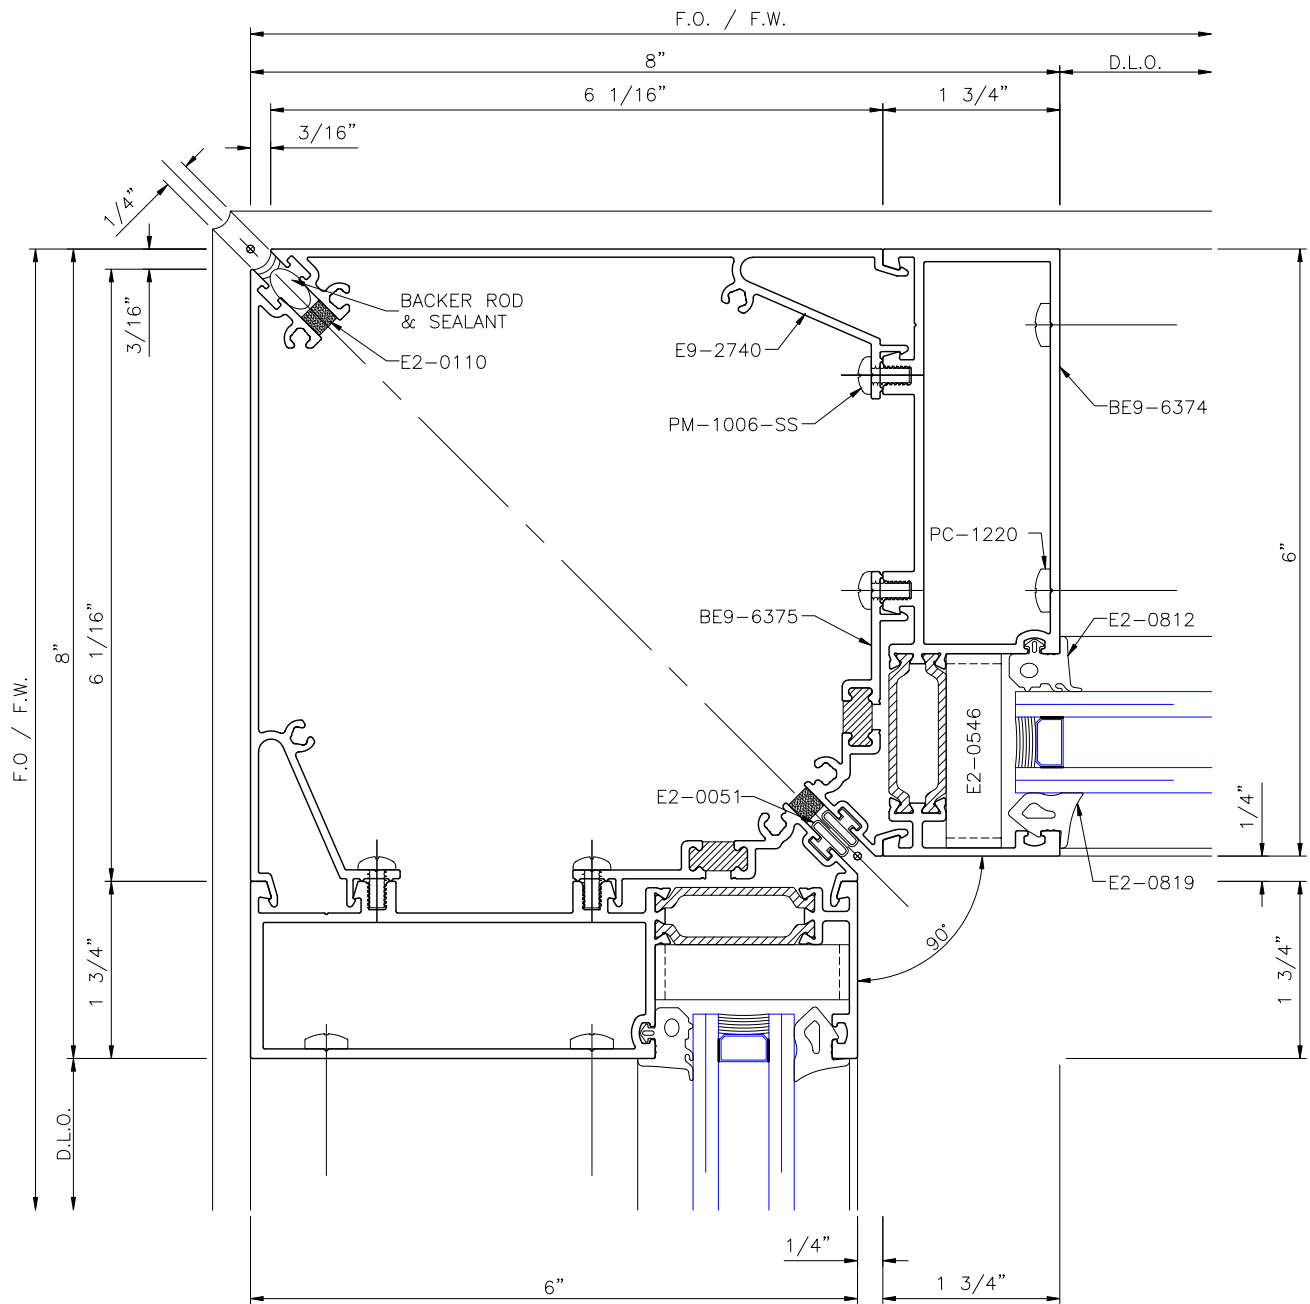 F.O. / F.W.
8"
D.L.O.
6 1/16"
1 3/4"
3/16"
1/4"
3/16"
BACKER ROD
& SEALANT
E2-0110
E9-2740
PM-1006-SS
BE9-6374
PC-1220
6"
BE9-6375
E2-0812
6 1/16"
8"
F.O / F.W.
E2-0546
E2-0051
1/4"
E2-0819
90°
1 3/4"
1 3/4"
D.L.O.
1/4"
6"
1 3/4"